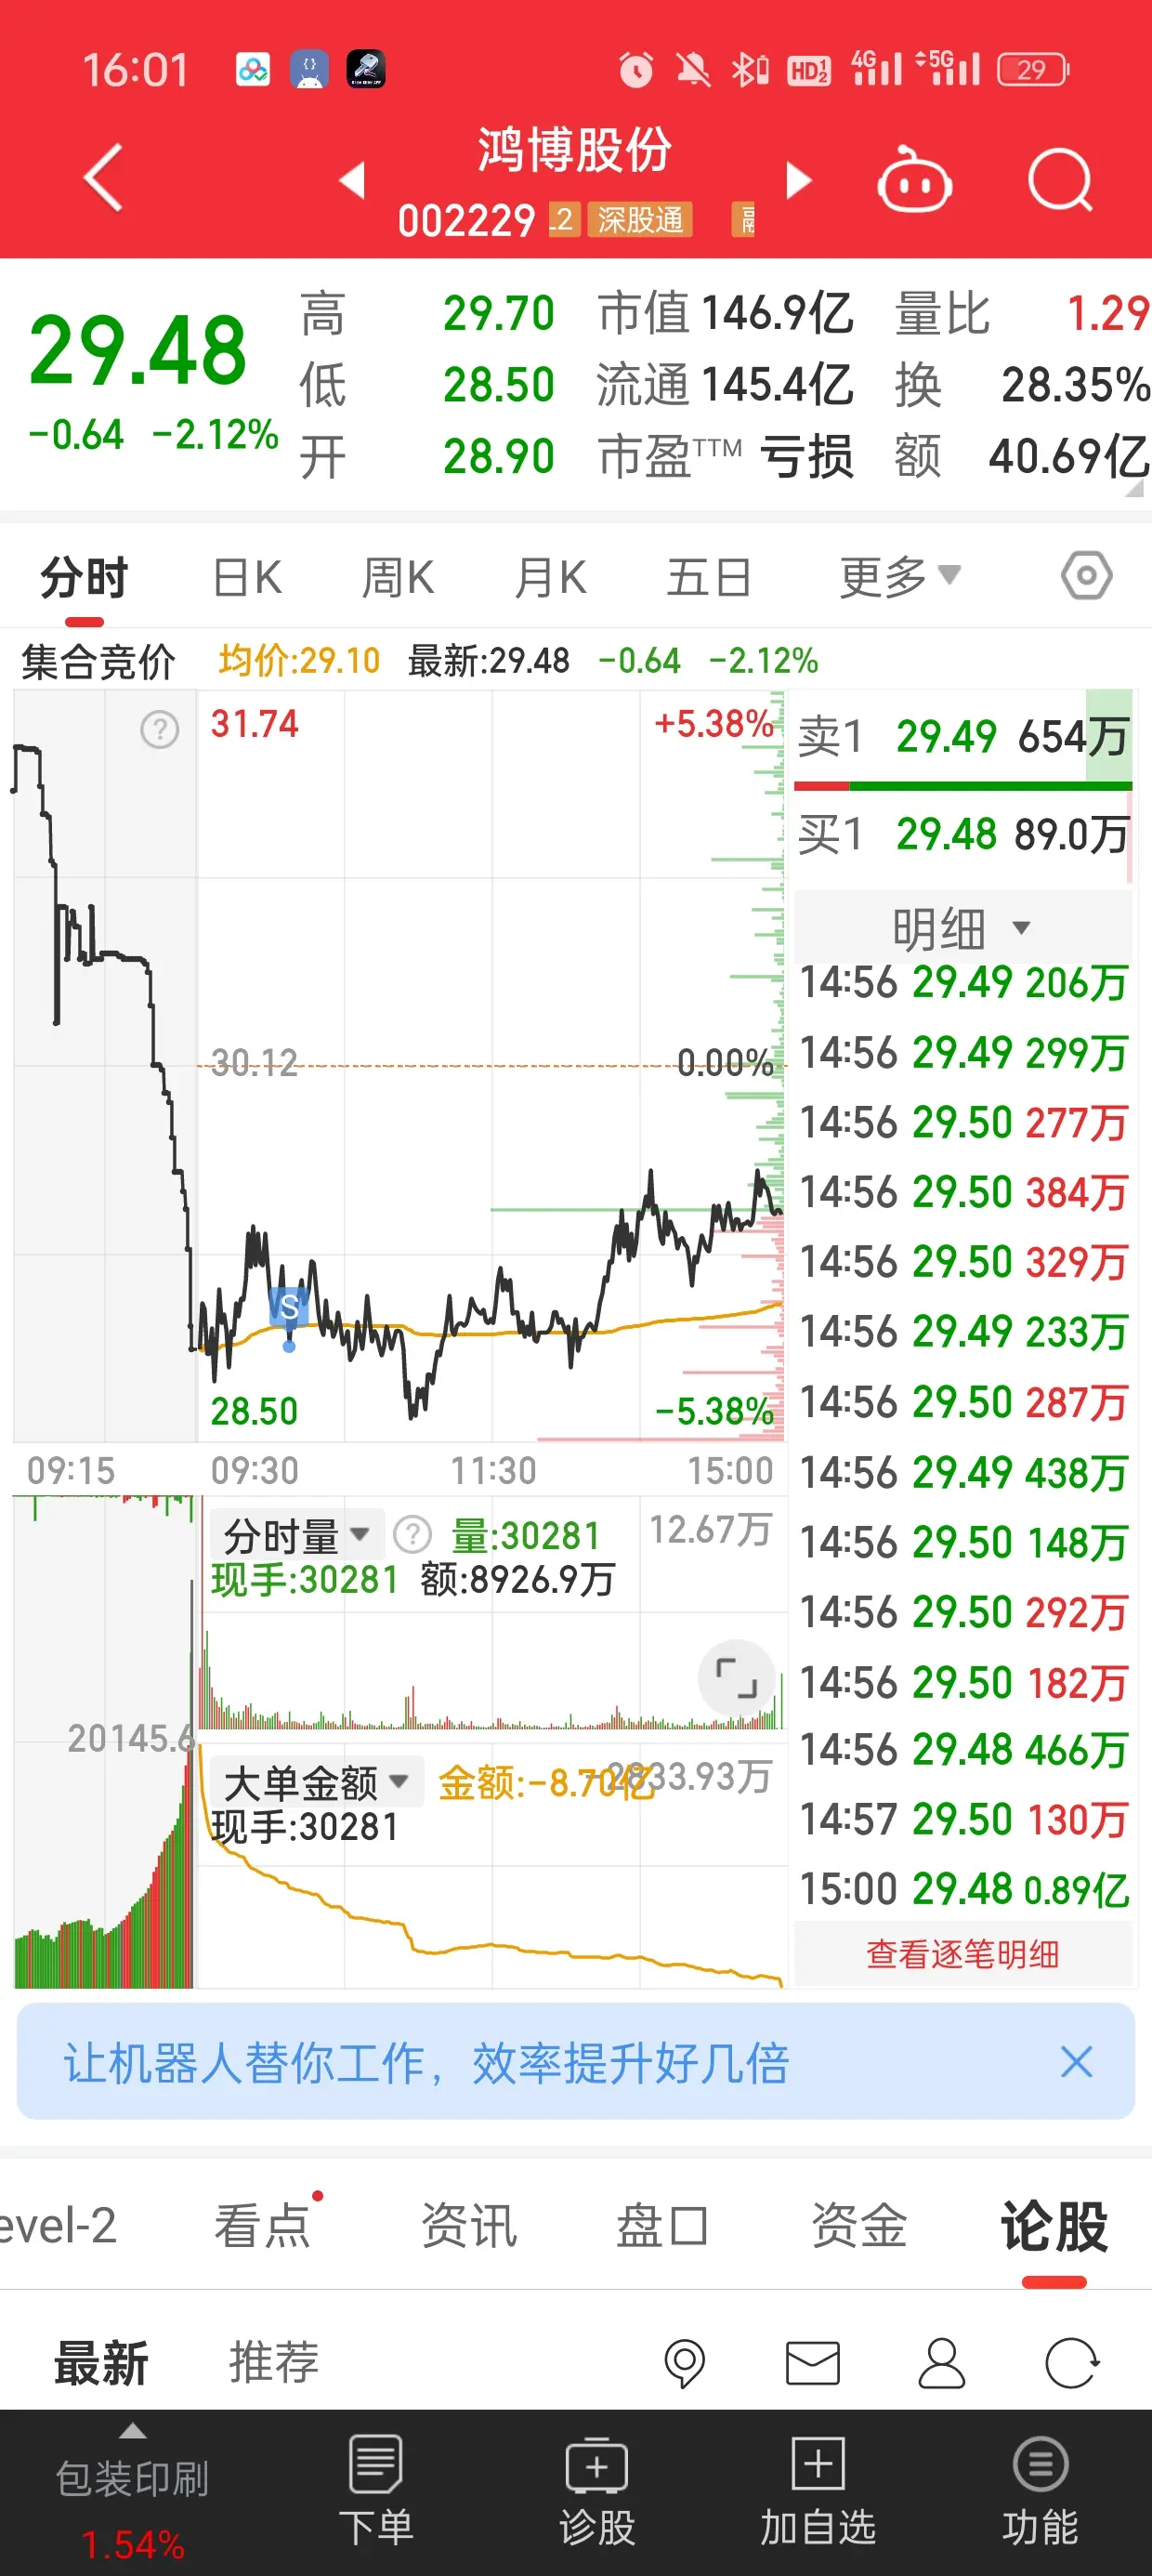 16:01 HD 1 2 4G 5G 29
鸿博股份
002229 L2 深股通 融
29.48
-0.64 -2.12%
高 29.70 市值 146.9亿 量比 1.29
低 28.50 流通 145.4亿 换 28.35%
开 28.90 市盈TTM 亏损 额 40.69亿
分时 日K 周K 月K 五日 更多
集合竞价 均价:29.10 最新:29.48 -0.64 -2.12%
? 31.74 +5.38%
30.12 0.00%
S
28.50 -5.38%
09:15 09:30 11:30 15:00
卖1 29.49 654万
买1 29.48 89.0万
明细
14:56 29.49 206万
14:56 29.49 299万
14:56 29.50 277万
14:56 29.50 384万
14:56 29.50 329万
14:56 29.49 233万
14:56 29.50 287万
14:56 29.49 438万
14:56 29.50 148万
14:56 29.50 292万
14:56 29.50 182万
14:56 29.48 466万
14:57 29.50 130万
15:00 29.48 0.89亿
查看逐笔明细
分时量 ? 量:30281 12.67万
现手:30281 额:8926.9万
20145.6
大单金额 金额:-8.70亿 2833.93万
现手:30281
让机器人替你工作，效率提升好几倍
evel-2 看点 资讯 盘口 资金 论股
最新 推荐
包装印刷
1.54%
下单 诊股 加自选 功能